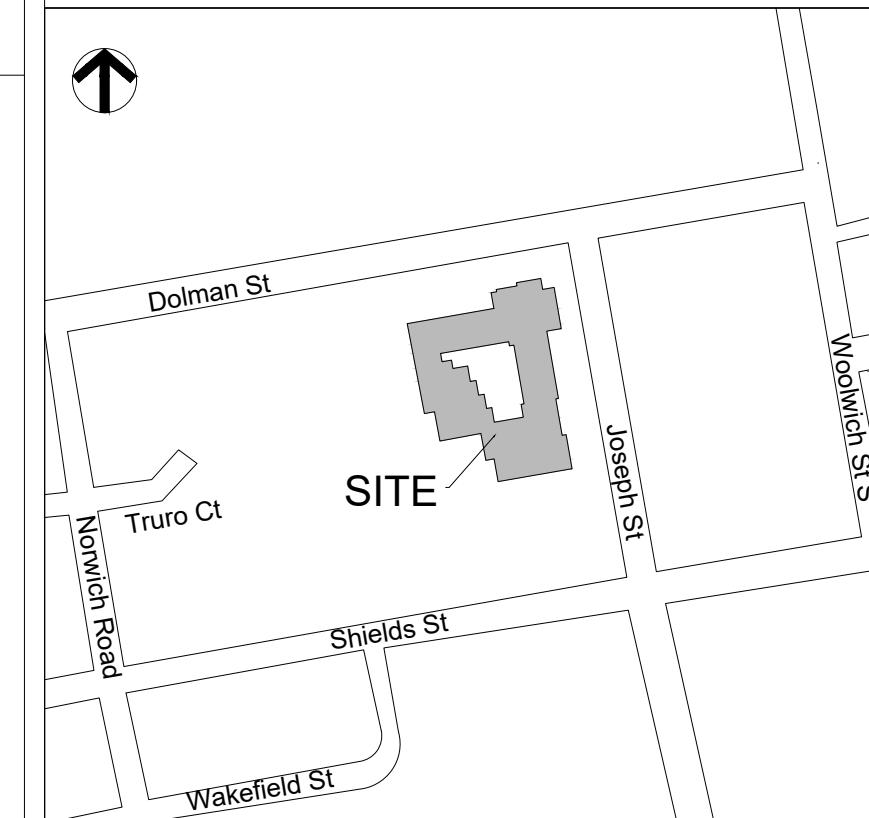 Dolman St
Woolwich St S
Joseph St
SITE
Truro Ct
Norwich Road
Shields St
Wakefield St